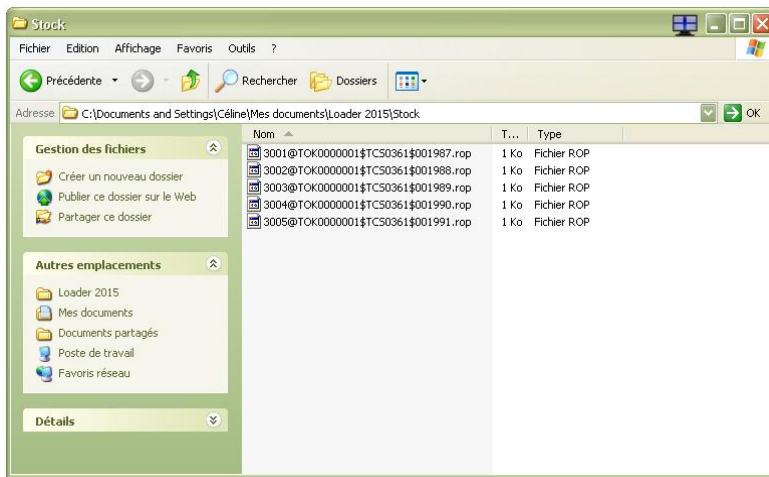 Stock
Fichier Edition Affichage Favoris Outils ?
Précédente Rechercher Dossiers
Adresse C:\Documents and Settings\Céline\Mes documents\Loader 2015\Stock OK
Gestion des fichiers
Créer un nouveau dossier
Publier ce dossier sur le Web
Partager ce dossier
Autres emplacements
Loader 2015
Mes documents
Documents partagés
Poste de travail
Favoris réseau
Détails
Nom T... Type
3001@TOK0000001$TCS0361$001987.rop 1 Ko Fichier ROP
3002@TOK0000001$TCS0361$001988.rop 1 Ko Fichier ROP
3003@TOK0000001$TCS0361$001989.rop 1 Ko Fichier ROP
3004@TOK0000001$TCS0361$001990.rop 1 Ko Fichier ROP
3005@TOK0000001$TCS0361$001991.rop 1 Ko Fichier ROP